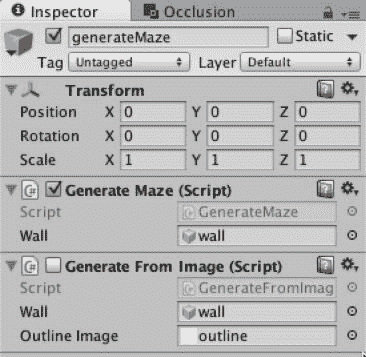 Inspector Occlusion
generateMaze Static
Tag Untagged Layer Default
Transform
Position X 0 Y 0 Z 0
Rotation X 0 Y 0 Z 0
Scale X 1 Y 1 Z 1
Generate Maze (Script)
Script GenerateMaze
Wall wall
Generate From Image (Script)
Script GenerateFromImag
Wall wall
Outline Image outline